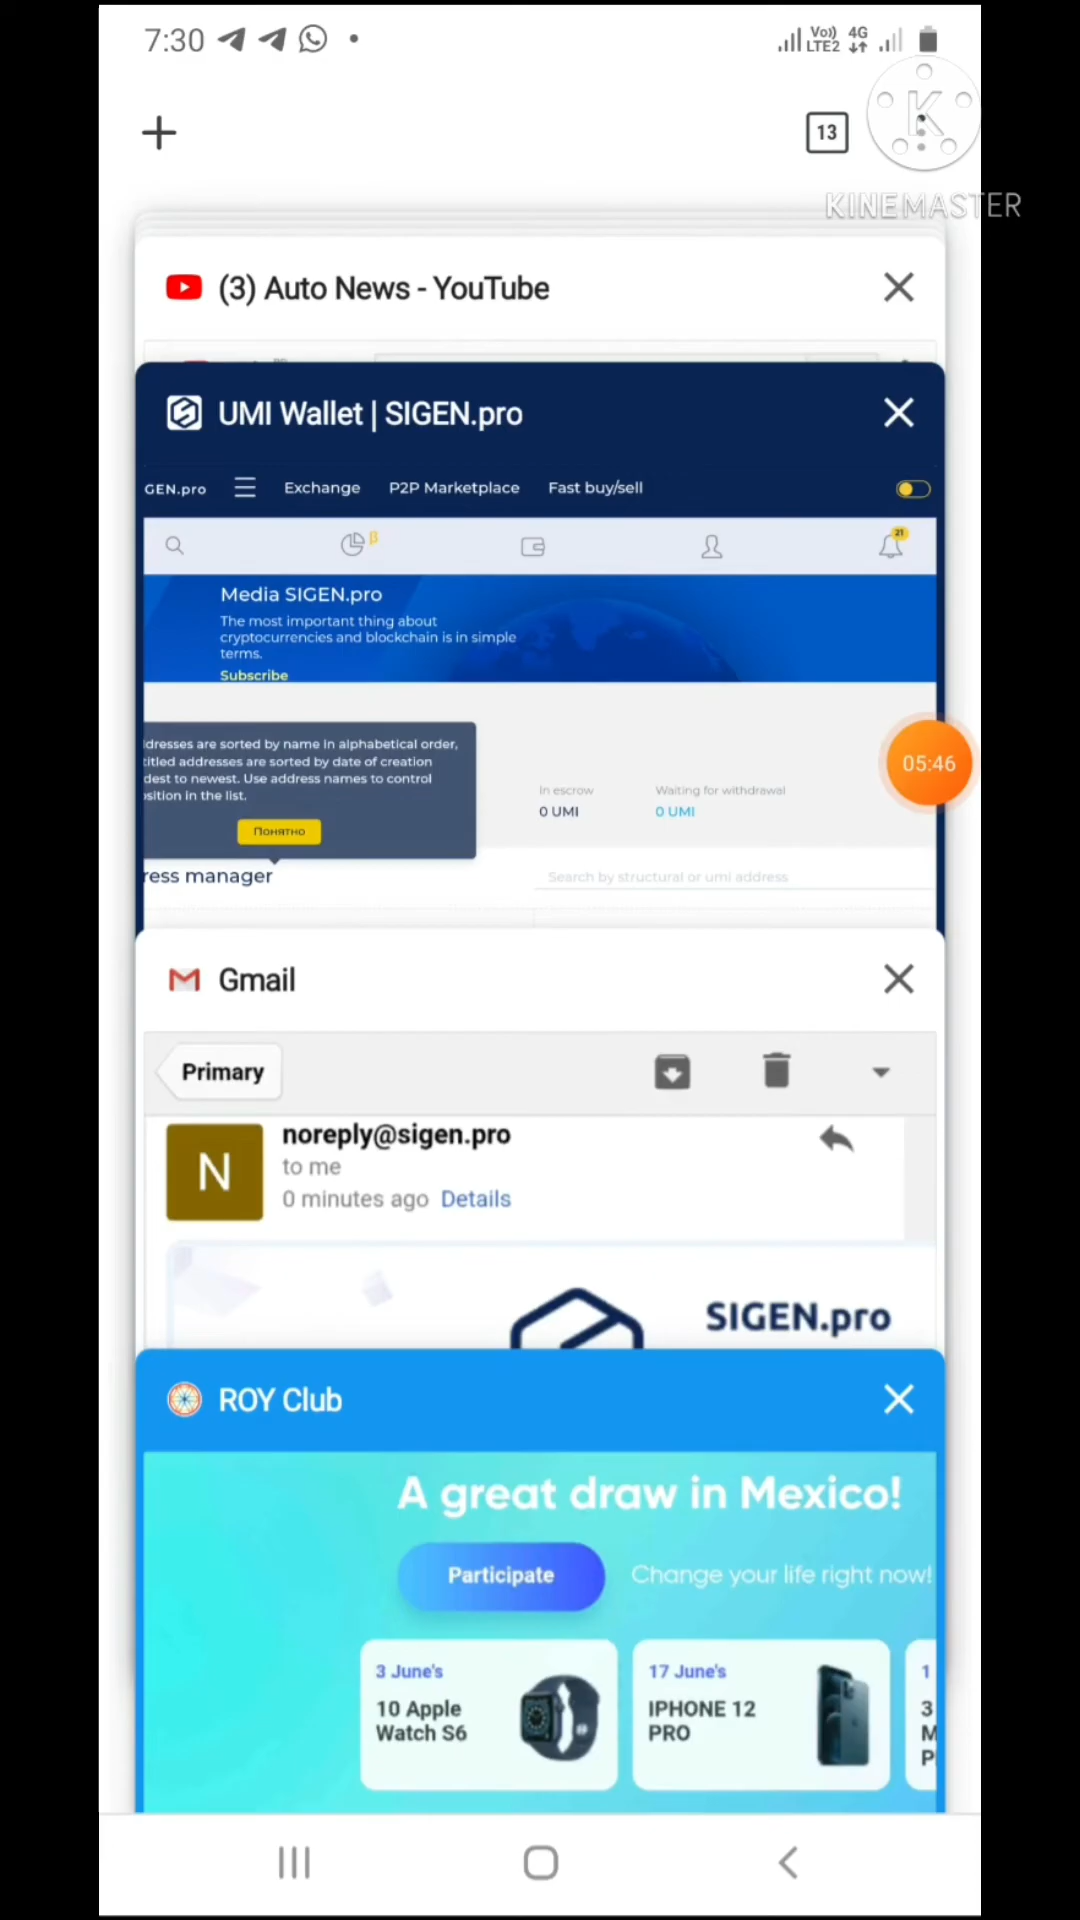 7:30
Vo)) 4G
LTE2
13
K
KINEMASTER
(3) Auto News - YouTube
UMI Wallet | SIGEN.pro
GEN.pro Exchange P2P Marketplace Fast buy/sell
β
21
Media SIGEN.pro
The most important thing about
cryptocurrencies and blockchain is in simple
terms.
Subscribe
ddresses are sorted by name in alphabetical order,
titled addresses are sorted by date of creation
dest to newest. Use address names to control
osition in the list.
Понятно
In escrow
0 UMI
Waiting for withdrawal
0 UMI
05:46
ress manager
Search by structural or umi address
Gmail
Primary
N
noreply@sigen.pro
to me
0 minutes ago Details
SIGEN.pro
ROY Club
A great draw in Mexico!
Participate
Change your life right now!
3 June's
10 Apple
Watch S6
17 June's
IPHONE 12
PRO
1
3
M
P